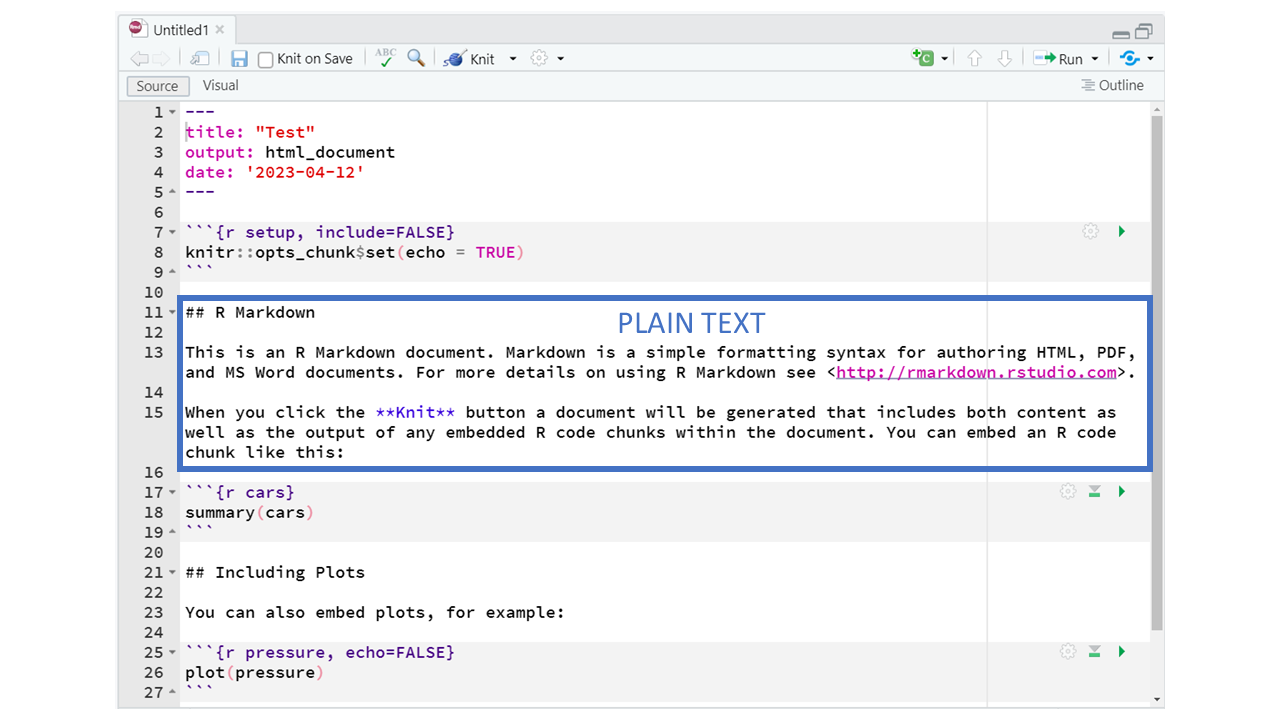 Untitled1
Knit on Save
ABC
Knit
Run
Source Visual
Outline
1 ---
2 title: "Test"
3 output: html_document
4 date: '2023-04-12'
5 ---
6
7 ```{r setup, include=FALSE}
8 knitr::opts_chunk$set(echo = TRUE)
9 ```
10
11 ## R Markdown
PLAIN TEXT
12
13 This is an R Markdown document. Markdown is a simple formatting syntax for authoring HTML, PDF,
and MS Word documents. For more details on using R Markdown see <http://rmarkdown.rstudio.com>.
14
15 When you click the **Knit** button a document will be generated that includes both content as
well as the output of any embedded R code chunks within the document. You can embed an R code
chunk like this:
16
17 ```{r cars}
18 summary(cars)
19 ```
20
21 ## Including Plots
22
23 You can also embed plots, for example:
24
25 ```{r pressure, echo=FALSE}
26 plot(pressure)
27 ```